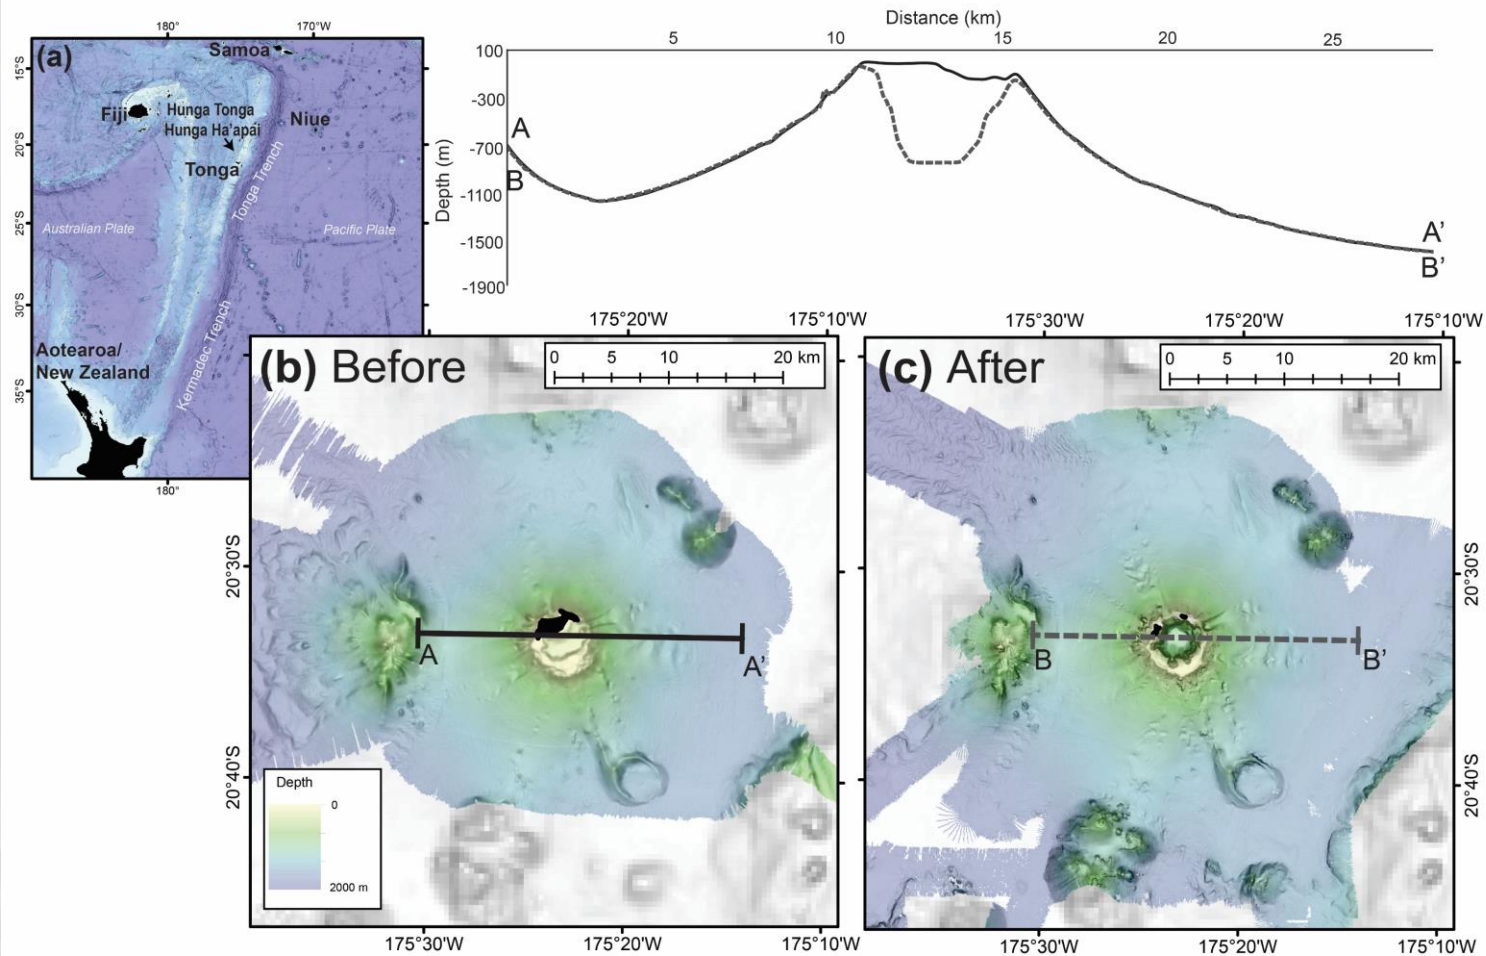 180°
170°W
(a)
Samoa
15°S
Fiji
Hunga Tonga
Hunga Ha'apai
Niue
20°S
Tonga
Tonga Trench
25°S
Australian Plate
Pacific Plate
30°S
Kermadec Trench
Aotearoa/
New Zealand
35°S
180°
Distance (km)
5 10 15 20 25
100
-300
-700
-1100
-1500
-1900
Depth (m)
A
B
A'
B'
175°20'W 175°10'W
(b) Before
0 5 10 20 km
20°30'S
20°40'S
A
A'
Depth
0
2000 m
175°30'W 175°20'W 175°10'W
175°30'W 175°20'W 175°10'W
(c) After
0 5 10 20 km
B
B'
20°30'S
20°40'S
175°30'W 175°20'W 175°10'W